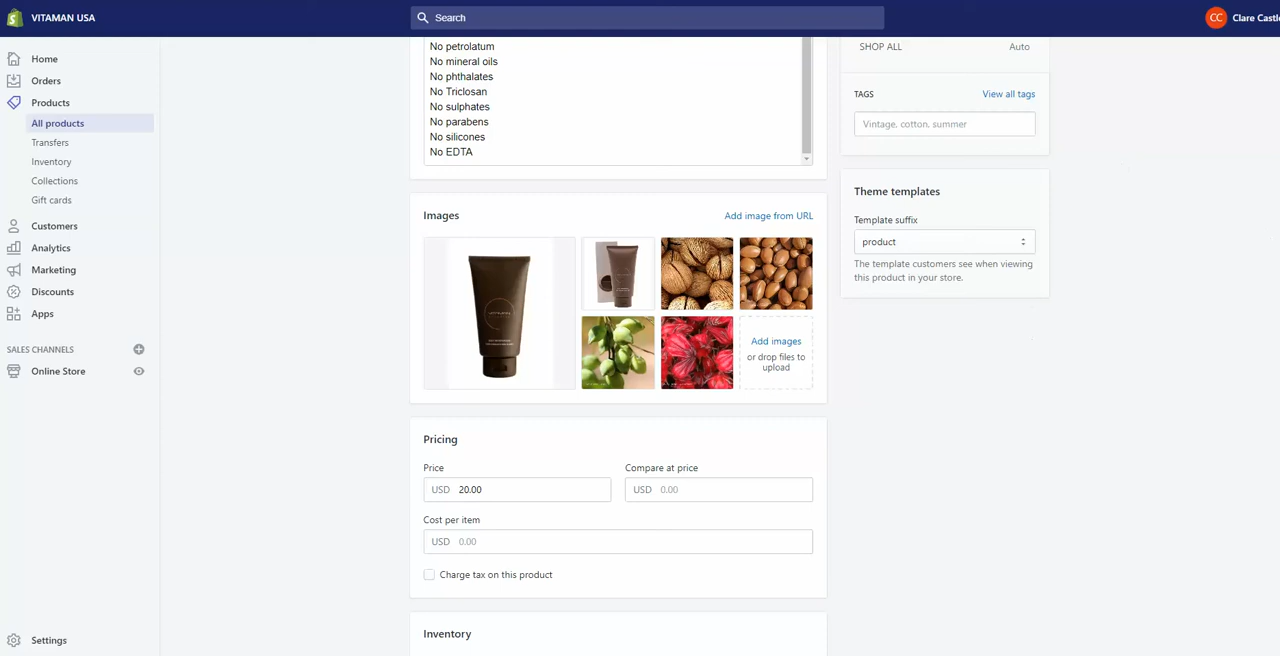 VITAMAN USA
Search
CC Clare Castle
Home
Orders
Products
All products
Transfers
Inventory
Collections
Gift cards
Customers
Analytics
Marketing
Discounts
Apps
SALES CHANNELS
Online Store
Settings
No petrolatum
No mineral oils
No phthalates
No Triclosan
No sulphates
No parabens
No silicones
No EDTA
Images
Add image from URL
VITAMAN
Add images
or drop files to
upload
Pricing
Price
Compare at price
USD 20.00
USD 0.00
Cost per item
USD 0.00
Charge tax on this product
Inventory
SHOP ALL
Auto
TAGS
View all tags
Vintage, cotton, summer
Theme templates
Template suffix
product
The template customers see when viewing
this product in your store.